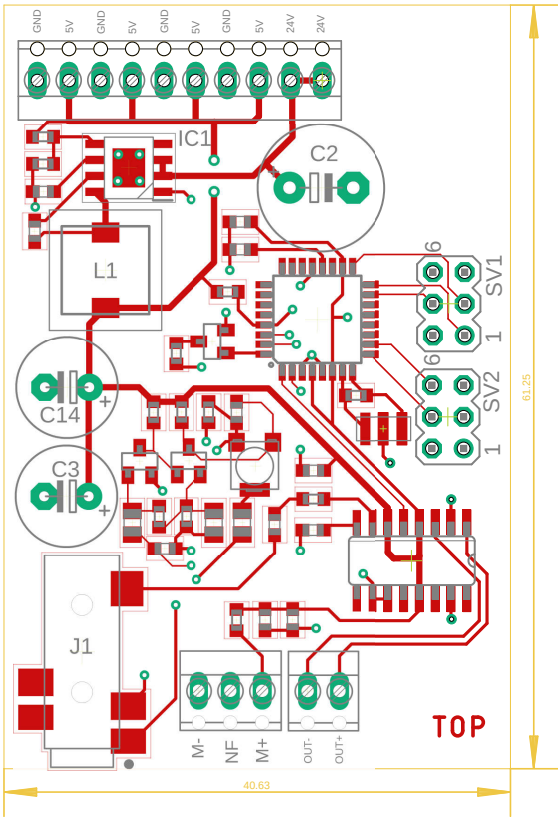 GND 5V GND 5V GND 5V GND 5V 24V 24V
IC1
C2
6
SV1
L1
1
6
SV2
C14
+
61.25
C3
1
+
J1
TOP
M- NF M+ OUT- OUT+
40.63